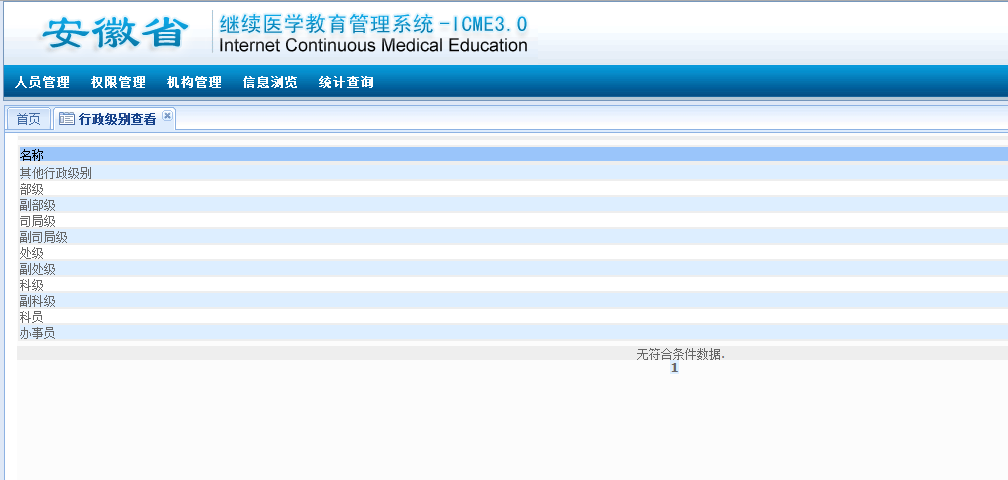 安徽省
继续医学教育管理系统-ICME3.0
Internet Continuous Medical Education
人员管理 权限管理 机构管理 信息浏览 统计查询
首页 行政级别查看
名称
其他行政级别
部级
副部级
司局级
副司局级
处级
副处级
科级
副科级
科员
办事员
无符合条件数据.
1